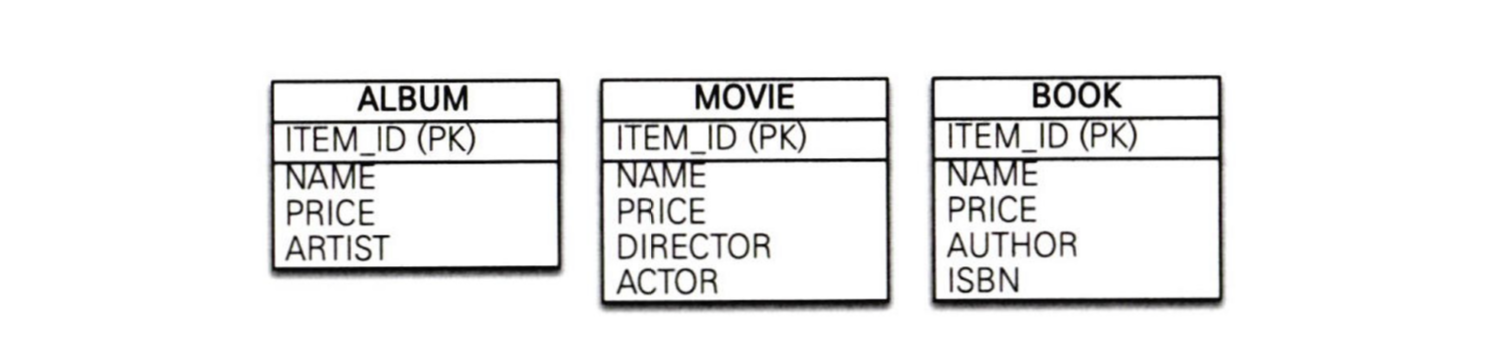 ALBUM
ITEM_ID (PK)
NAME
PRICE
ARTIST
MOVIE
ITEM_ID (PK)
NAME
PRICE
DIRECTOR
ACTOR
BOOK
ITEM_ID (PK)
NAME
PRICE
AUTHOR
ISBN